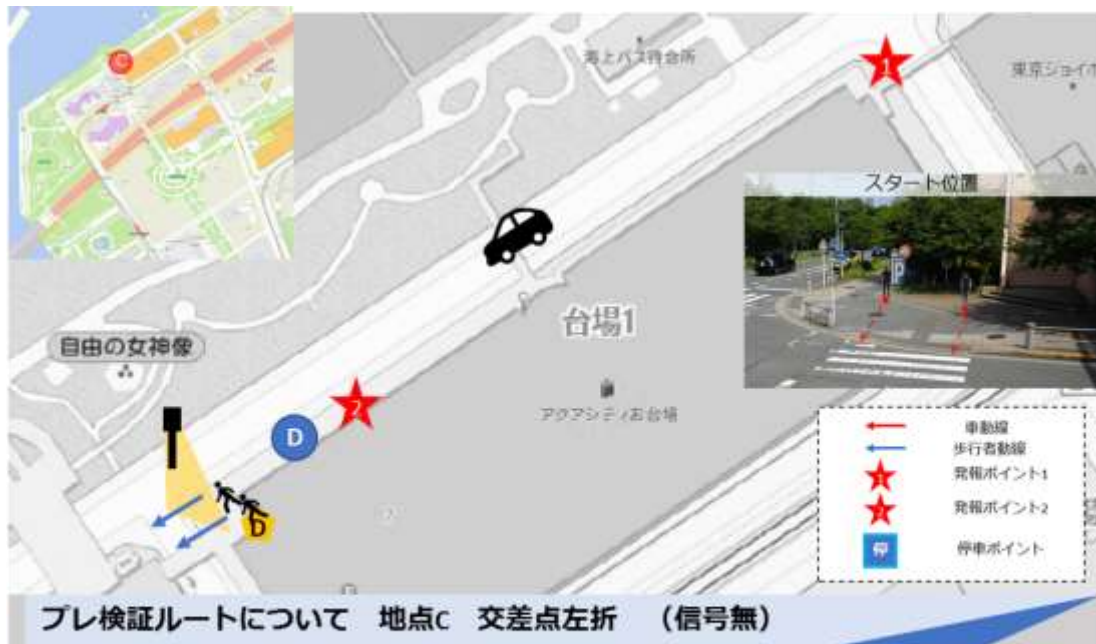 C
海上バス待合所
1
東京ジョイポ
スタート位置
P
台場1
自由の女神像
アクアシティお台場
2
D
D
車動線
歩行者動線
1 発報ポイント1
2 発報ポイント2
停 停車ポイント
プレ検証ルートについて 地点C 交差点左折 （信号無）